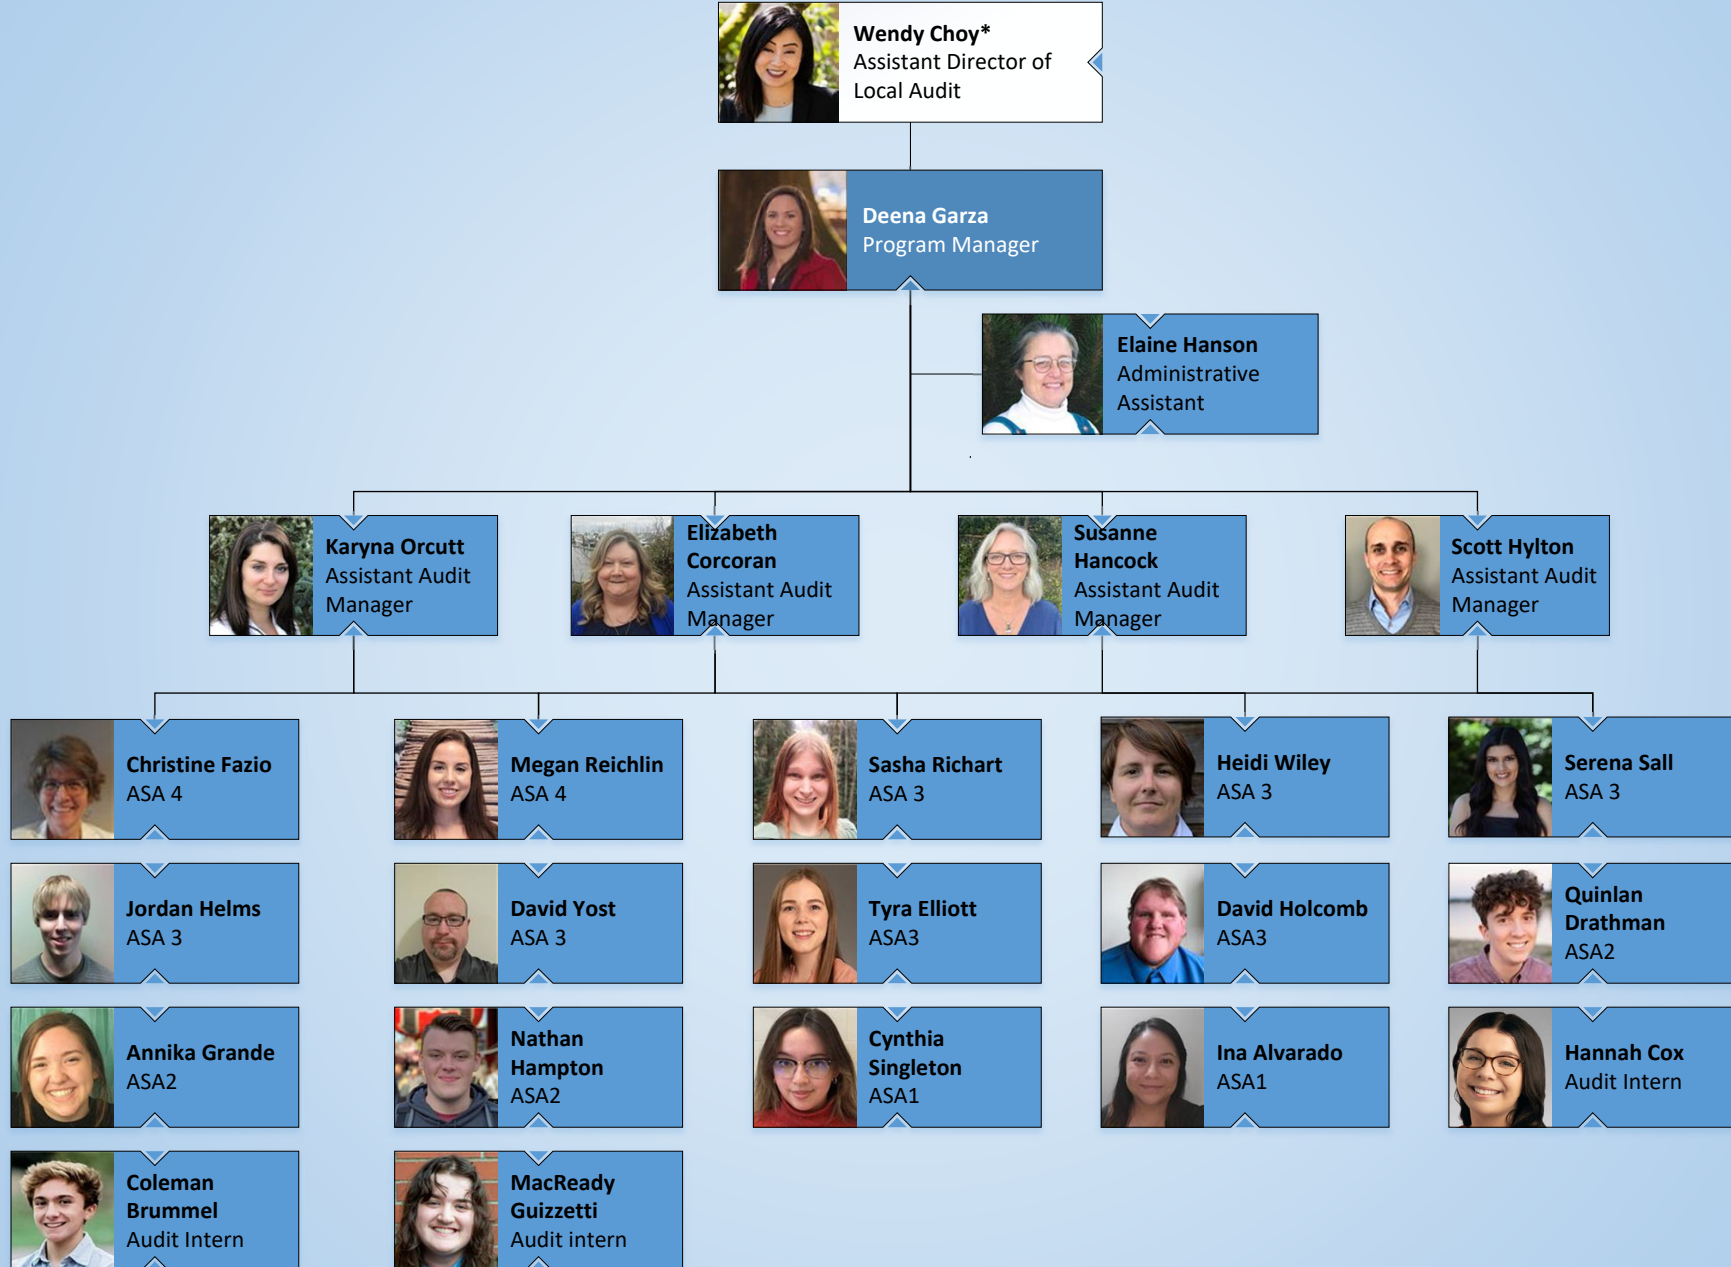 Wendy Choy*
Assistant Director of
Local Audit
Deena Garza
Program Manager
Elaine Hanson
Administrative
Assistant
.
Karyna Orcutt
Assistant Audit
Manager
Elizabeth
Corcoran
Assistant Audit
Manager
Susanne
Hancock
Assistant Audit
Manager
Scott Hylton
Assistant Audit
Manager
Christine Fazio
ASA 4
Megan Reichlin
ASA 4
Sasha Richart
ASA 3
Heidi Wiley
ASA 3
Serena Sall
ASA 3
Jordan Helms
ASA 3
David Yost
ASA 3
Tyra Elliott
ASA3
David Holcomb
ASA3
Quinlan
Drathman
ASA2
Annika Grande
ASA2
Nathan
Hampton
ASA2
Cynthia
Singleton
ASA1
Ina Alvarado
ASA1
Hannah Cox
Audit Intern
Coleman
Brummel
Audit Intern
MacReady
Guizzetti
Audit intern